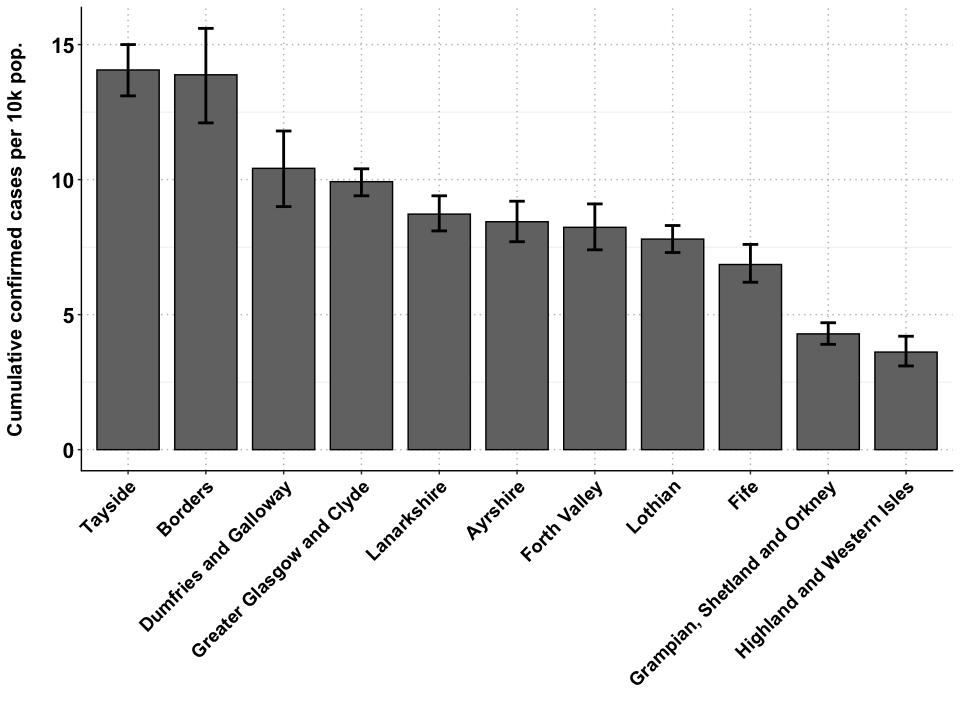 Cumulative confirmed cases per 10k pop.
15
10
5
0
Tayside
Borders
Dumfries and Galloway
Greater Glasgow and Clyde
Lanarkshire
Ayrshire
Forth Valley
Lothian
Fife
Grampian, Shetland and Orkney
Highland and Western Isles